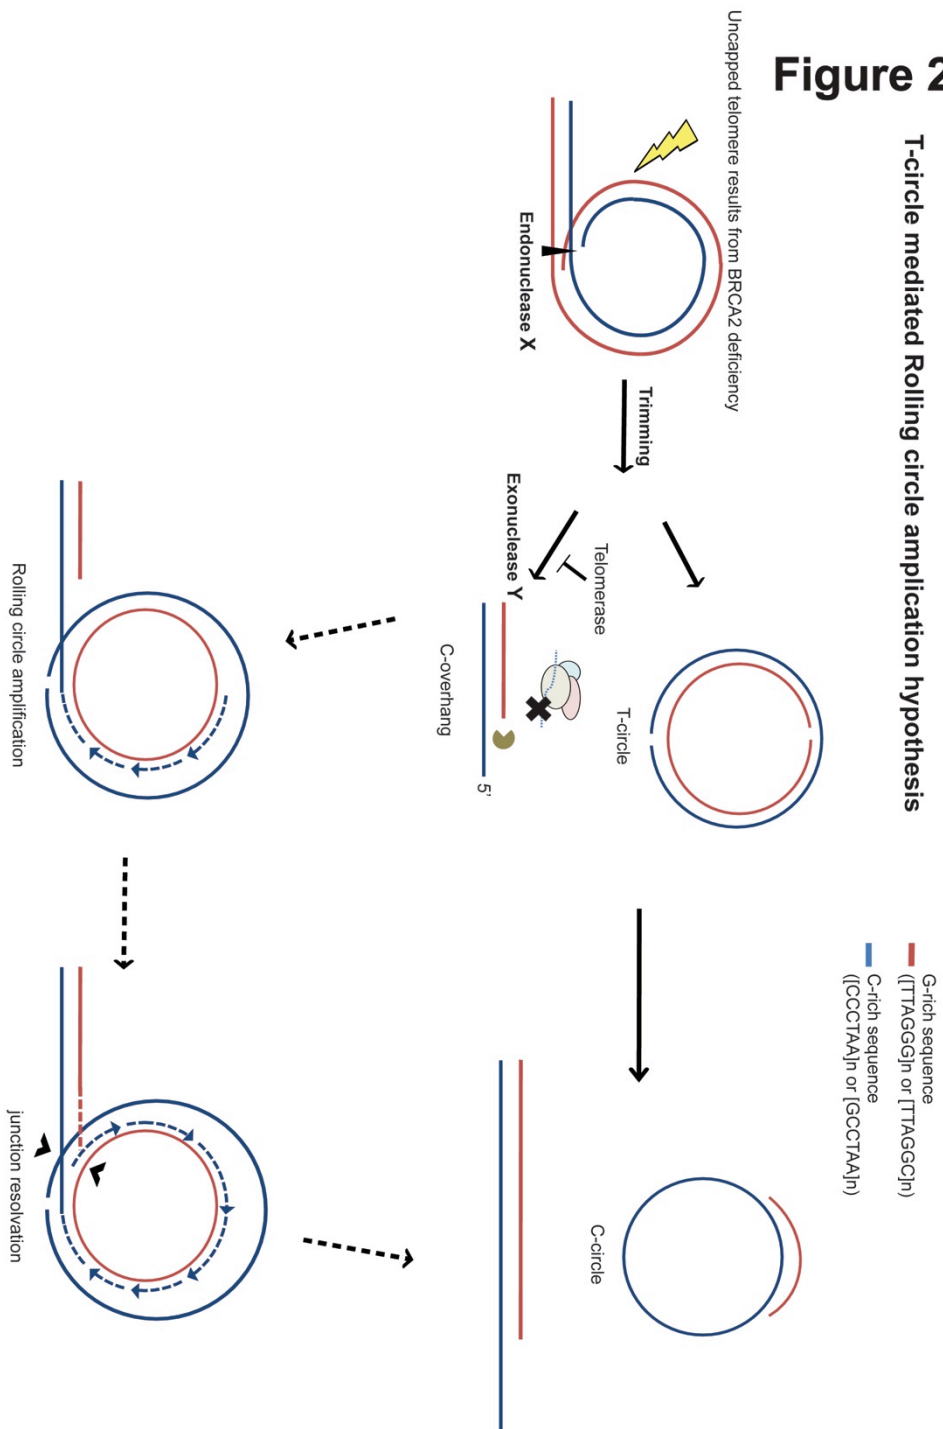 Figure 2
T-circle mediated Rolling circle amplication hypothesis
G-rich sequence
([TTAGGG]n or [TTAGGC]n)
C-rich sequence
([CCCTAA]n or [GCCTAA]n)
Uncapped telomere results from BRCA2 deficiency
Endonuclease X
Trimming
Telomerase
Exonuclease Y
T-circle
C-overhang
5'
C-circle
Rolling circle amplification
junction resolvation